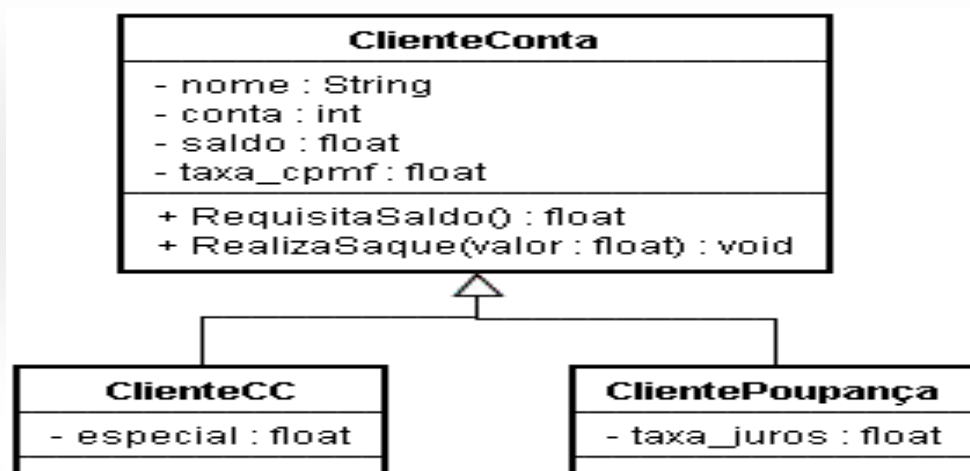 ClienteConta
- nome : String
- conta : int
- saldo : float
- taxa_cpmf : float
+ RequisitaSaldo() : float
+ RealizaSaque(valor : float) : void
ClienteCC
- especial : float
ClientePoupança
- taxa_juros : float